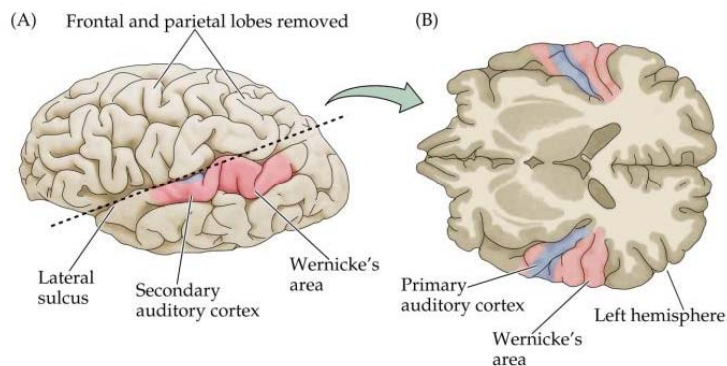 (A)
Frontal and parietal lobes removed
(B)
Lateral
sulcus
Secondary
auditory cortex
Wernicke's
area
Primary
auditory cortex
Wernicke's
area
Left hemisphere